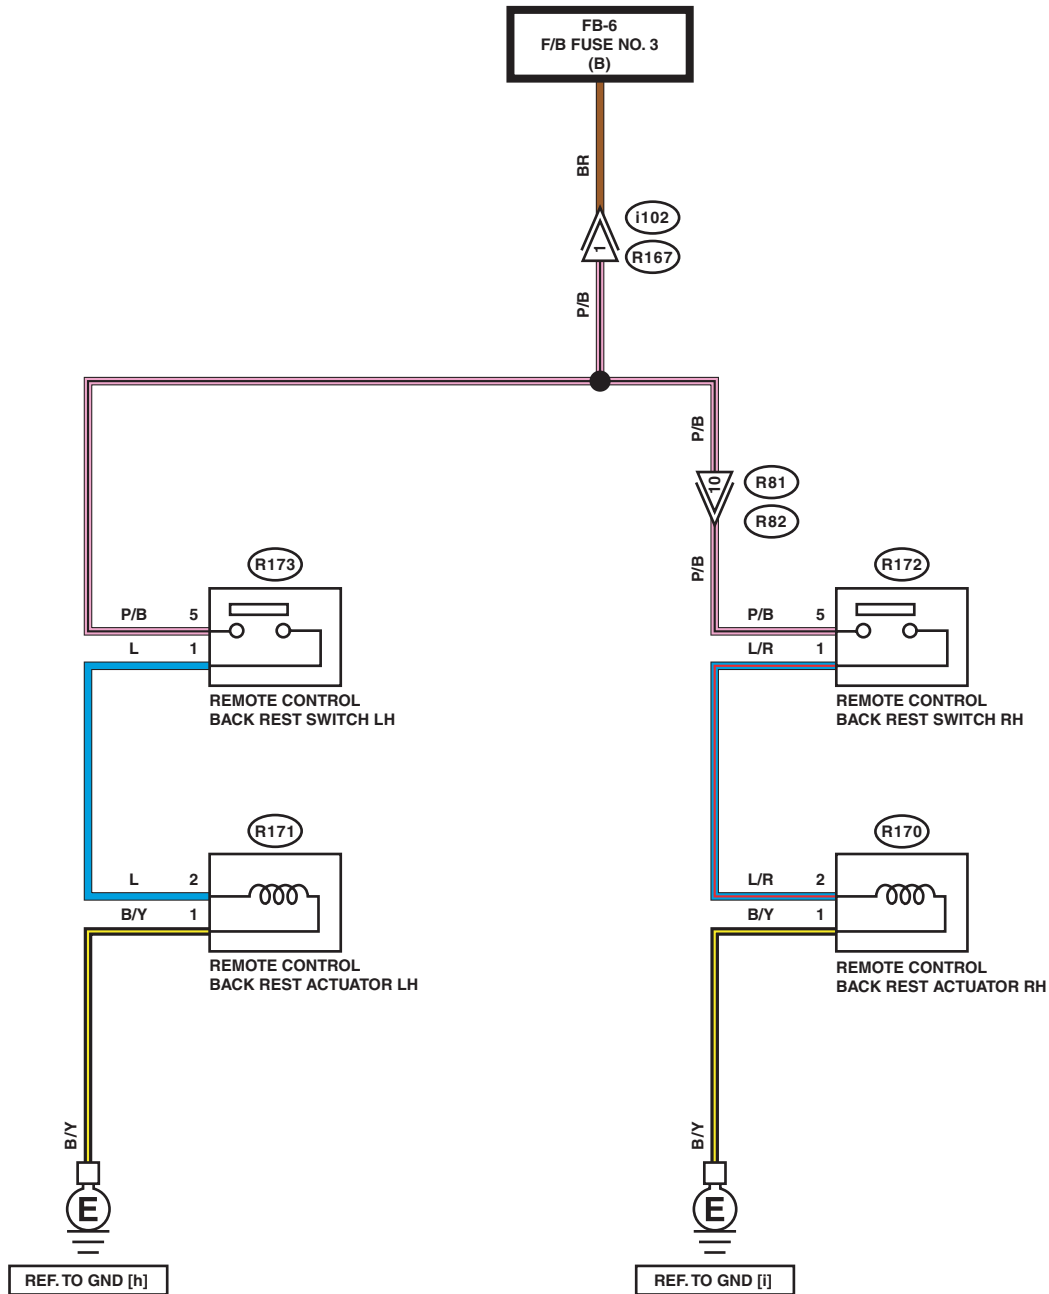 FB-6
F/B FUSE NO. 3
(B)
BR
i102
1
R167
P/B
P/B
10
R81
R82
P/B
R173
P/B 5
L 1
REMOTE CONTROL
BACK REST SWITCH LH
R172
P/B 5
L/R 1
REMOTE CONTROL
BACK REST SWITCH RH
R171
L 2
B/Y 1
REMOTE CONTROL
BACK REST ACTUATOR LH
R170
L/R 2
B/Y 1
REMOTE CONTROL
BACK REST ACTUATOR RH
B/Y
E
REF. TO GND [h]
B/Y
E
REF. TO GND [i]